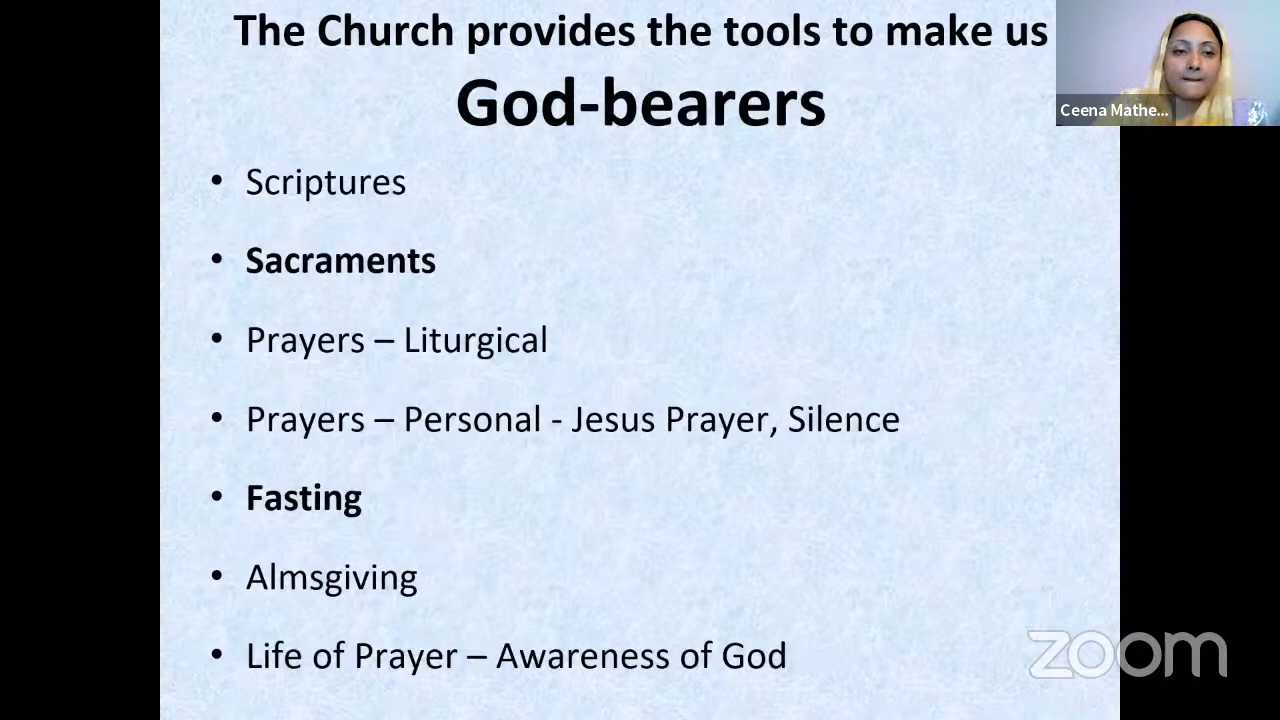 The Church provides the tools to make us
God-bearers
Ceena Mathe...
• Scriptures
• Sacraments
• Prayers – Liturgical
• Prayers – Personal - Jesus Prayer, Silence
• Fasting
• Almsgiving
• Life of Prayer – Awareness of God
zoom